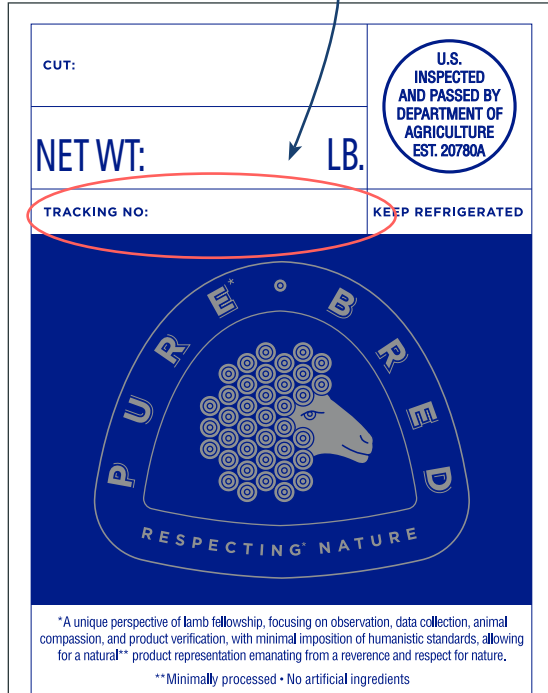 CUT:
U.S.
INSPECTED
AND PASSED BY
DEPARTMENT OF
AGRICULTURE
EST. 20780A
NET WT: LB.
TRACKING NO:
KEEP REFRIGERATED
PURE* • BRED
RESPECTING* NATURE
*A unique perspective of lamb fellowship, focusing on observation, data collection, animal
compassion, and product verification, with minimal imposition of humanistic standards, allowing
for a natural** product representation emanating from a reverence and respect for nature.
**Minimally processed • No artificial ingredients